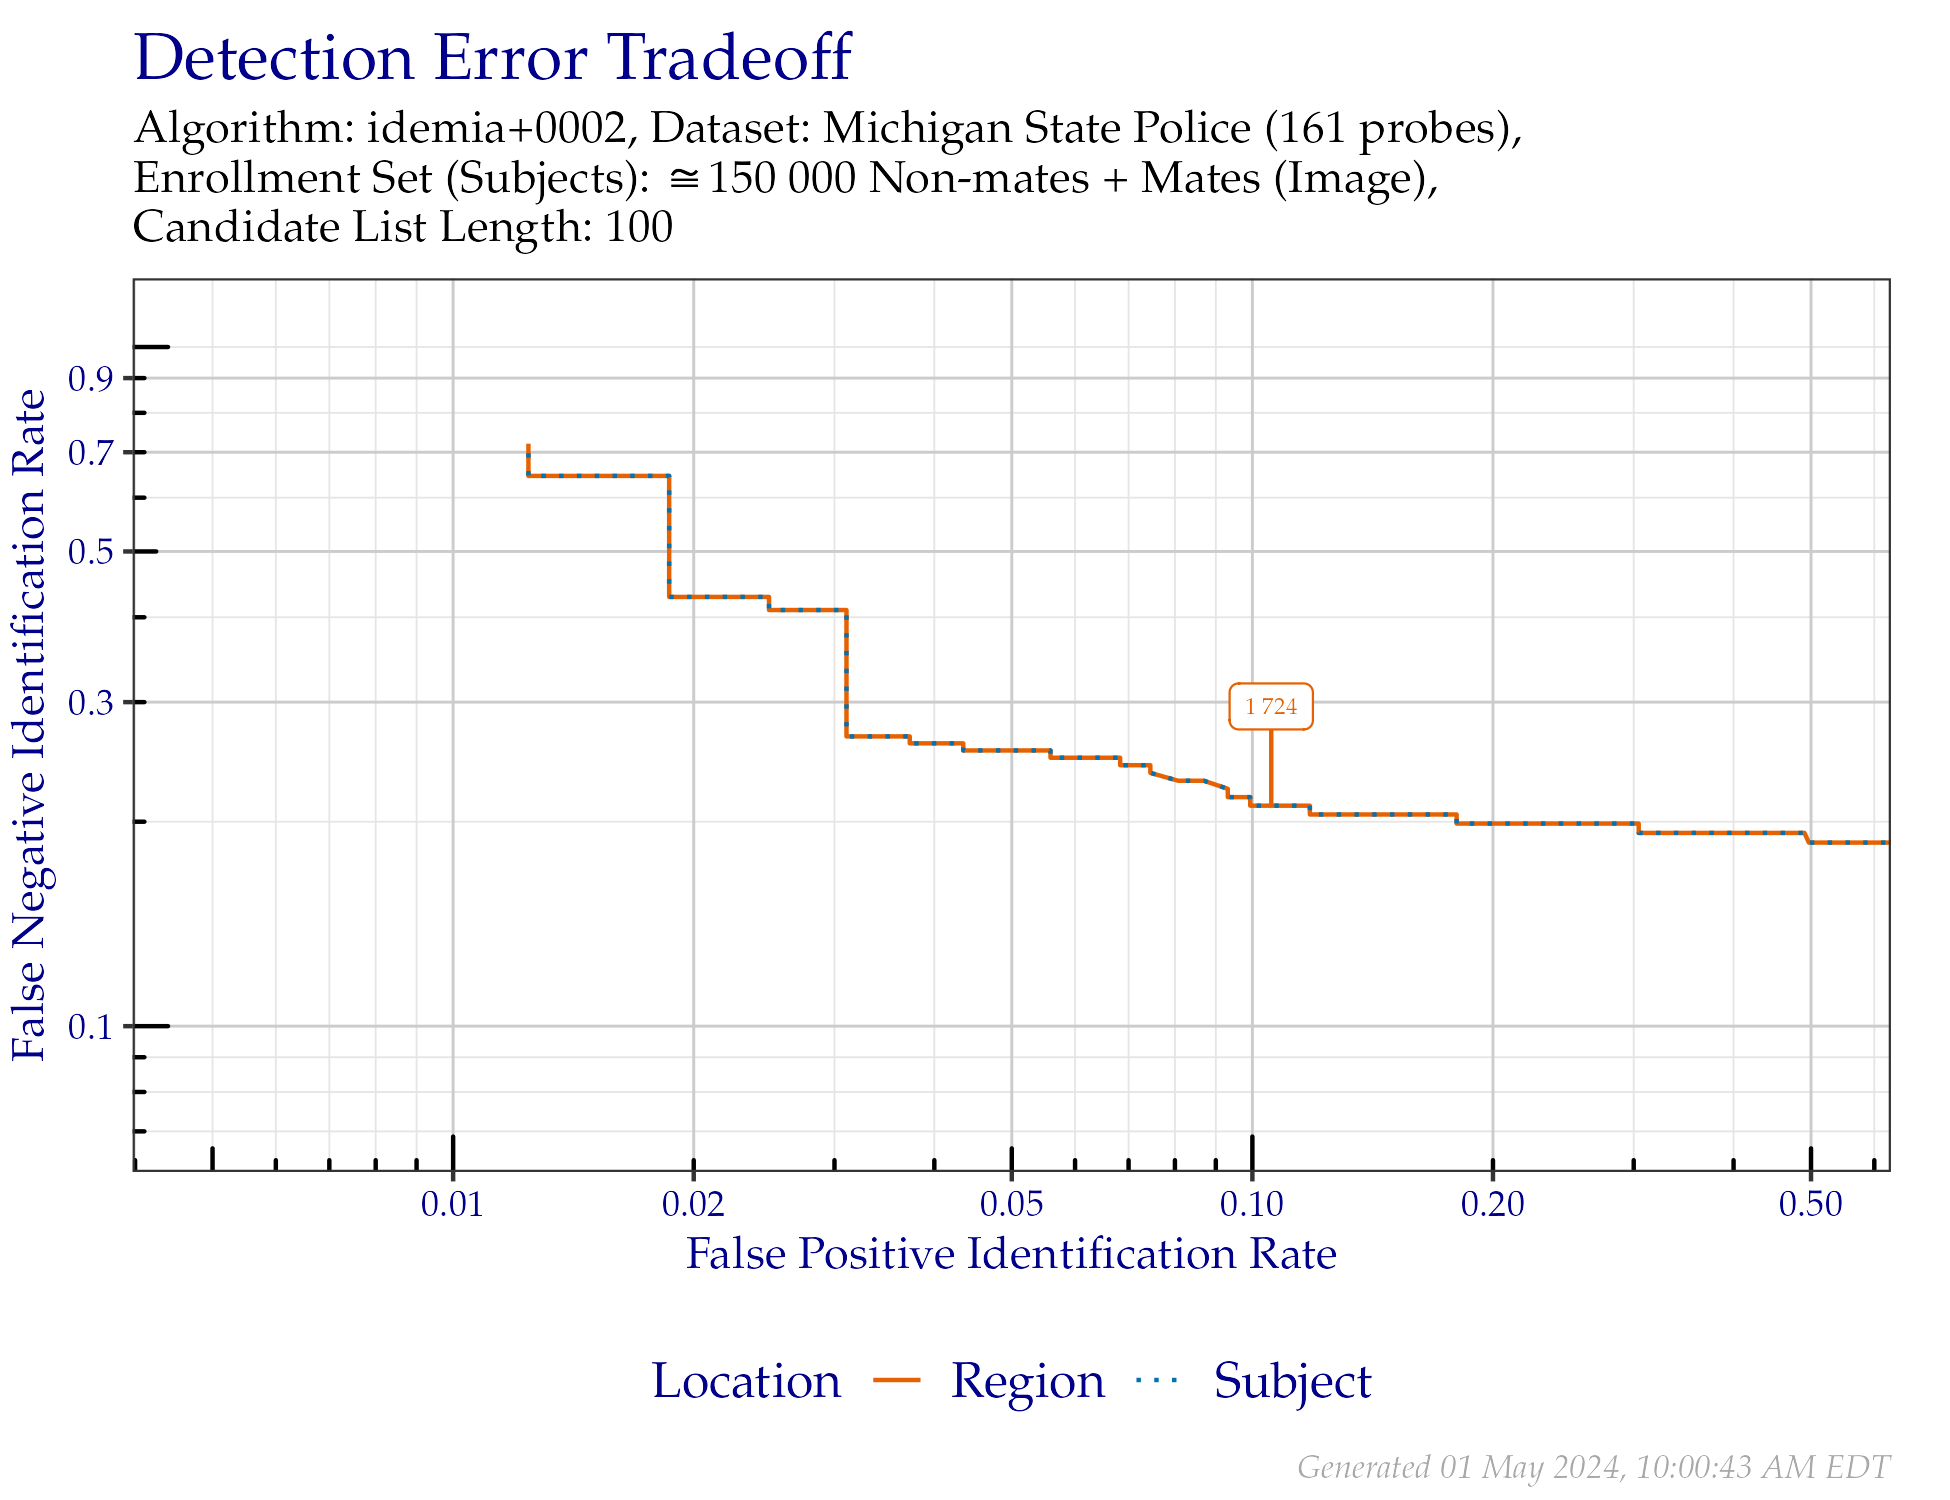 Detection Error Tradeoff
Algorithm: idemia+0002, Dataset: Michigan State Police (161 probes),
Enrollment Set (Subjects): ≅ 150 000 Non-mates + Mates (Image),
Candidate List Length: 100
False Negative Identification Rate
0.9
0.7
0.5
0.3
0.1
1 724
0.01 0.02 0.05 0.10 0.20 0.50
False Positive Identification Rate
Location Region Subject
Generated 01 May 2024, 10:00:43 AM EDT